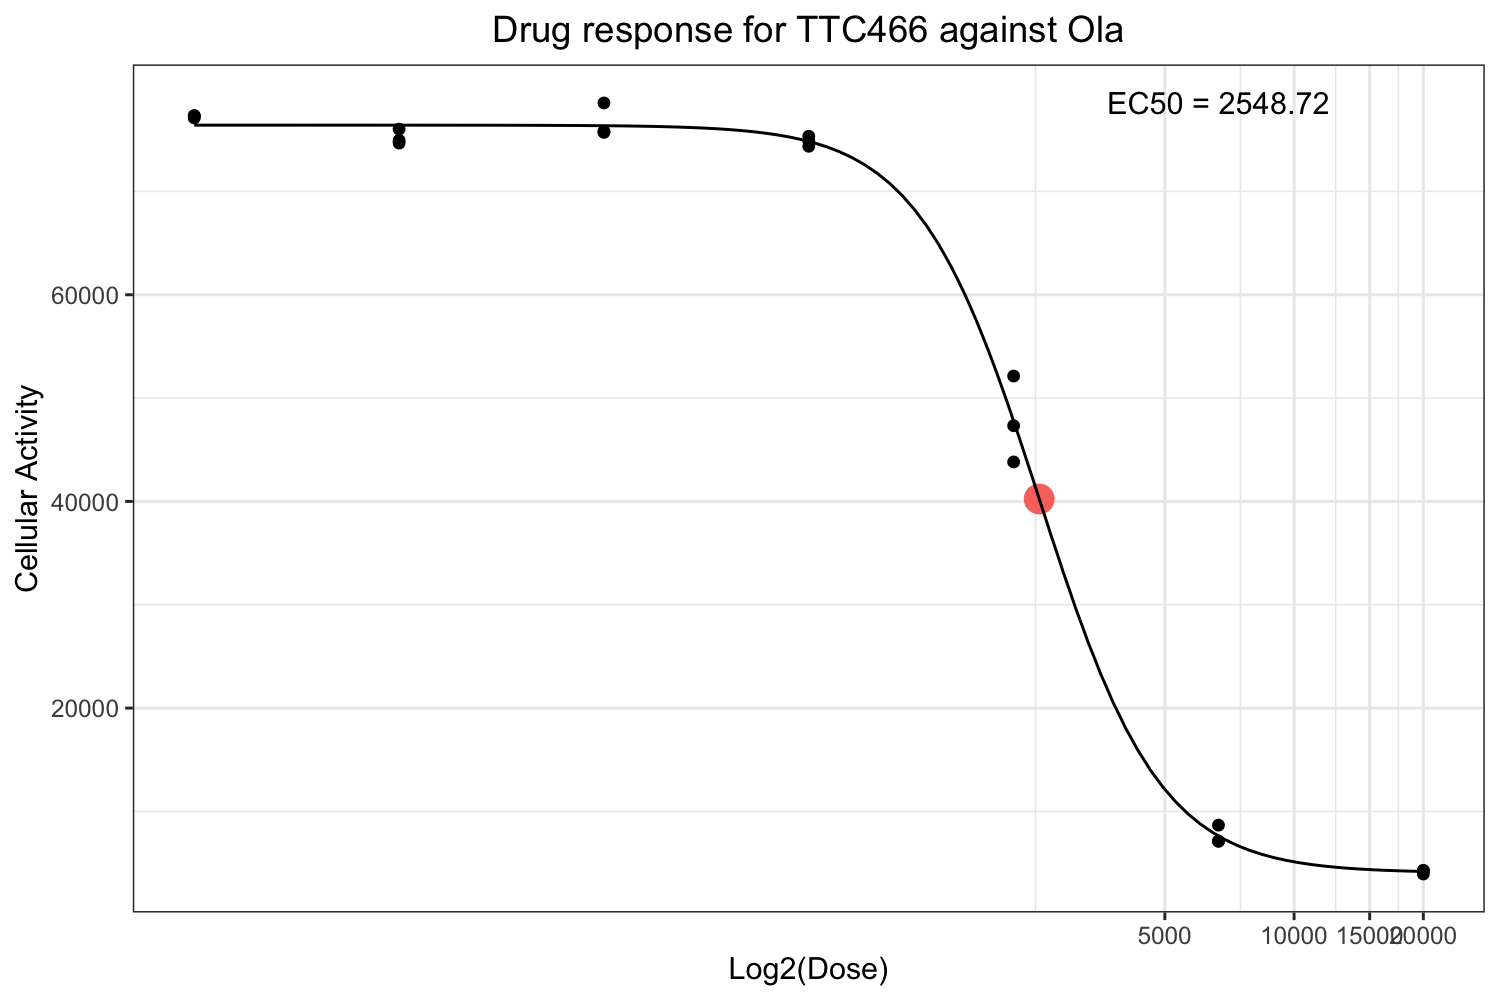 Drug response for TTC466 against Ola
EC50 = 2548.72
60000
40000
20000
Cellular Activity
5000 10000 15000 20000
Log2(Dose)